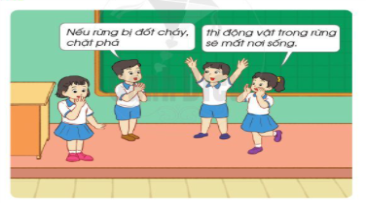 Nếu rừng bị đốt cháy,
chặt phá
thì động vật trong rừng
sẽ mất nơi sống.